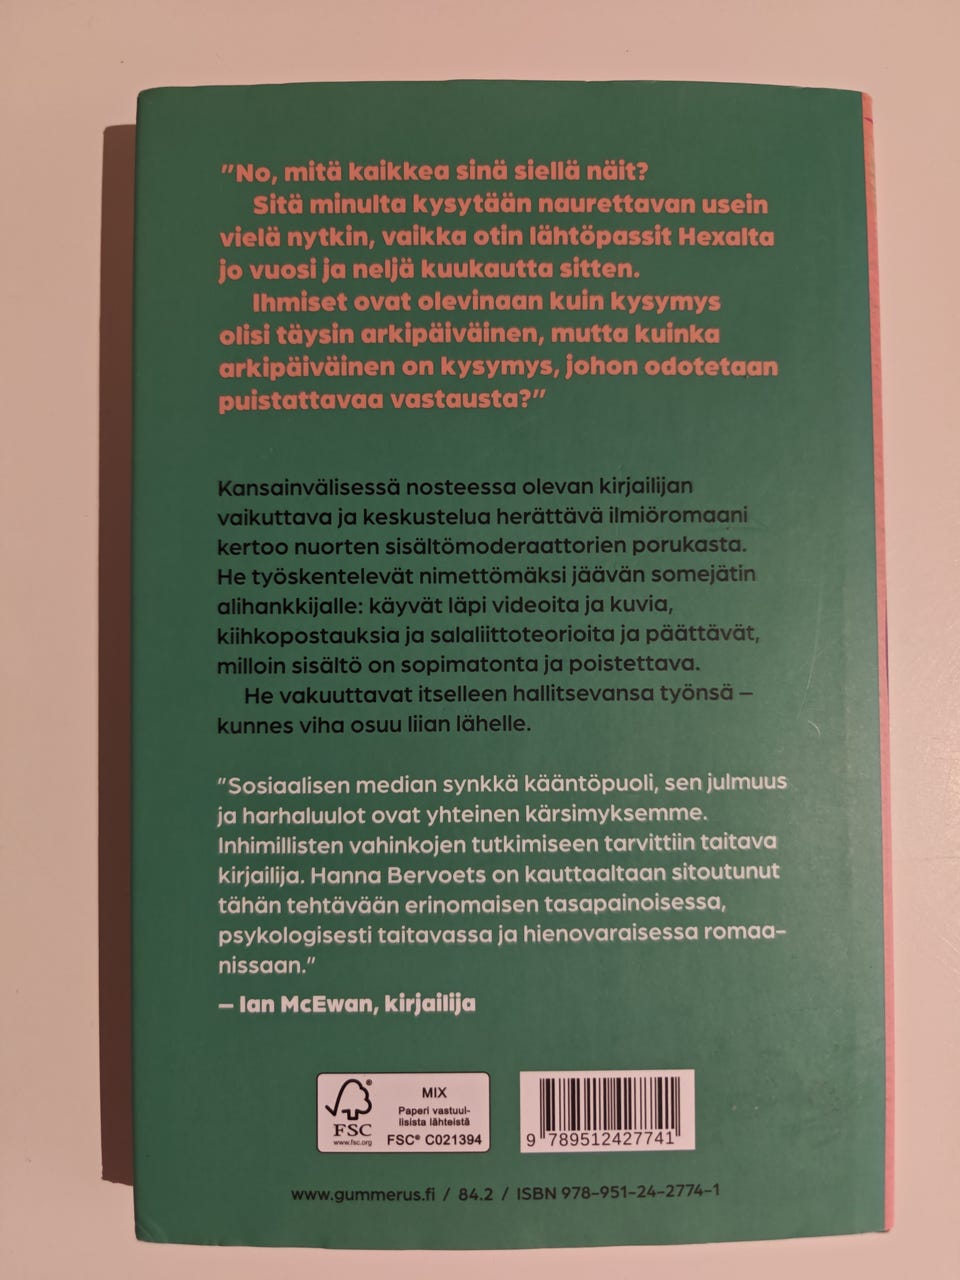 "No, mitä kaikkea sinä siellä näit?
Sitä minulta kysytään naurettavan usein
vielä nytkin, vaikka otin lähtöpassit Hexalta
jo vuosi ja neljä kuukautta sitten.
Ihmiset ovat olevinaan kuin kysymys
olisi täysin arkipäiväinen, mutta kuinka
arkipäiväinen on kysymys, johon odotetaan
puistattavaa vastausta?"
Kansainvälisessä nosteessa olevan kirjailijan
vaikuttava ja keskustelua herättävä ilmiöromaani
kertoo nuorten sisältömoderaattorien porukasta.
He työskentelevät nimettömäksi jäävän somejätin
alihankkijalle: käyvät läpi videoita ja kuvia,
kiihkopostauksia ja salaliittoteorioita ja päättävät,
milloin sisältö on sopimatonta ja poistettava.
He vakuuttavat itselleen hallitsevansa työnsä –
kunnes viha osuu liian lähelle.
"Sosiaalisen median synkkä kääntöpuoli, sen julmuus
ja harhaluulot ovat yhteinen kärsimyksemme.
Inhimillisten vahinkojen tutkimiseen tarvittiin taitava
kirjailija. Hanna Bervoets on kauttaaltaan sitoutunut
tähän tehtävään erinomaisen tasapainoisessa,
psykologisesti taitavassa ja hienovaraisessa romaa-
nissaan."
– Ian McEwan, kirjailija
FSC®
www.fsc.org
MIX
Paperi vastuul-
lisista lähteistä
FSC® C021394
9 789512427741
www.gummerus.fi / 84.2 / ISBN 978-951-24-2774-1